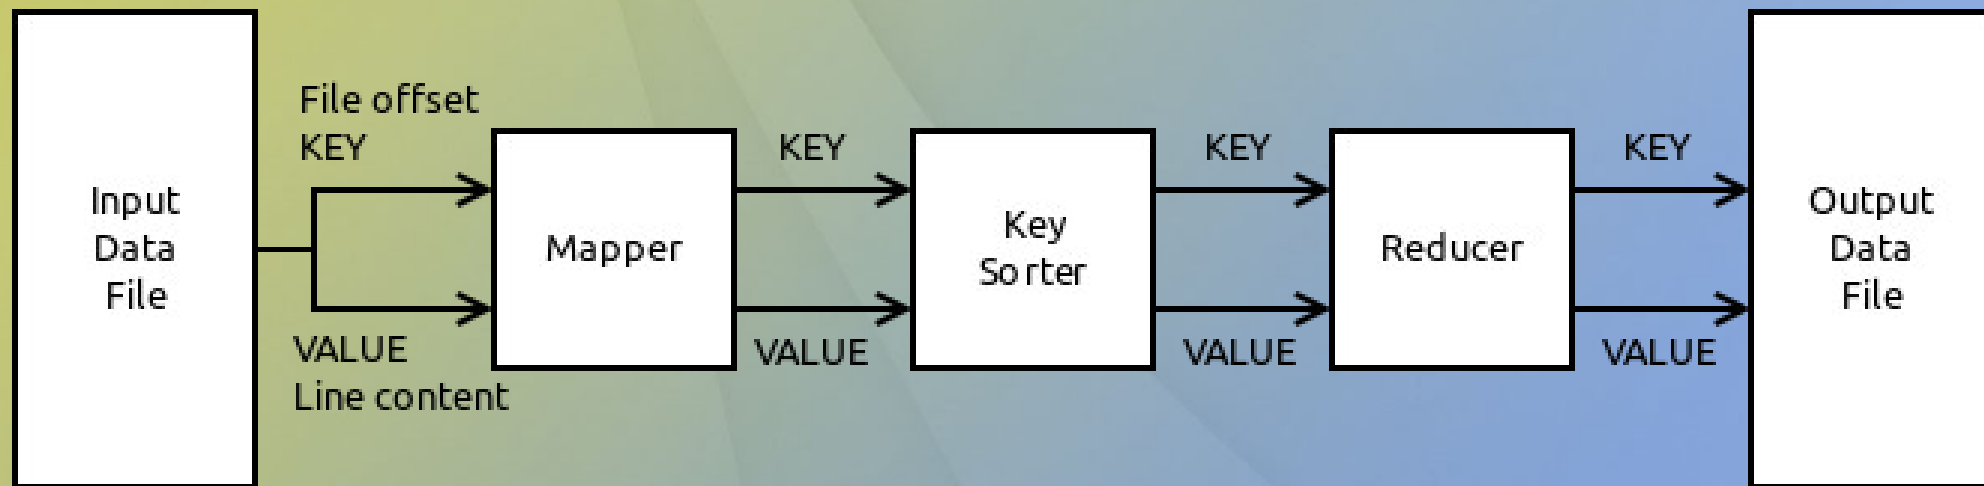 Input
Data
File
File offset
KEY
VALUE
Line content
Mapper
KEY
VALUE
Key
Sorter
KEY
VALUE
Reducer
KEY
VALUE
Output
Data
File